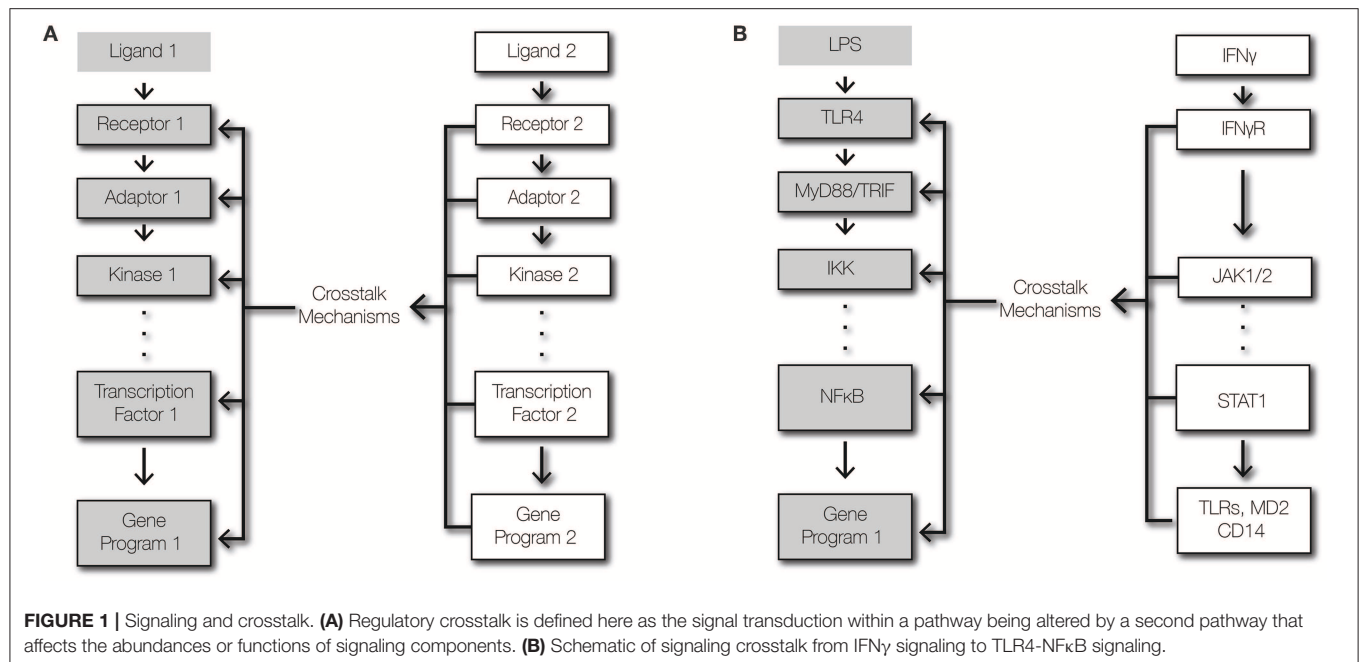 A
Ligand 1
Receptor 1
Adaptor 1
Kinase 1
Transcription
Factor 1
Gene
Program 1
Crosstalk
Mechanisms
Ligand 2
Receptor 2
Adaptor 2
Kinase 2
Transcription
Factor 2
Gene
Program 2
B
LPS
TLR4
MyD88/TRIF
IKK
NFκB
Gene
Program 1
Crosstalk
Mechanisms
IFNγ
IFNγR
JAK1/2
STAT1
TLRs, MD2
CD14
FIGURE 1 | Signaling and crosstalk. (A) Regulatory crosstalk is defined here as the signal transduction within a pathway being altered by a second pathway that
affects the abundances or functions of signaling components. (B) Schematic of signaling crosstalk from IFNγ signaling to TLR4-NFκB signaling.